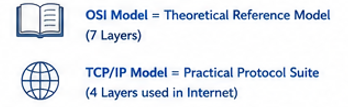 OSI Model = Theoretical Reference Model
(7 Layers)
TCP/IP Model = Practical Protocol Suite
(4 Layers used in Internet)